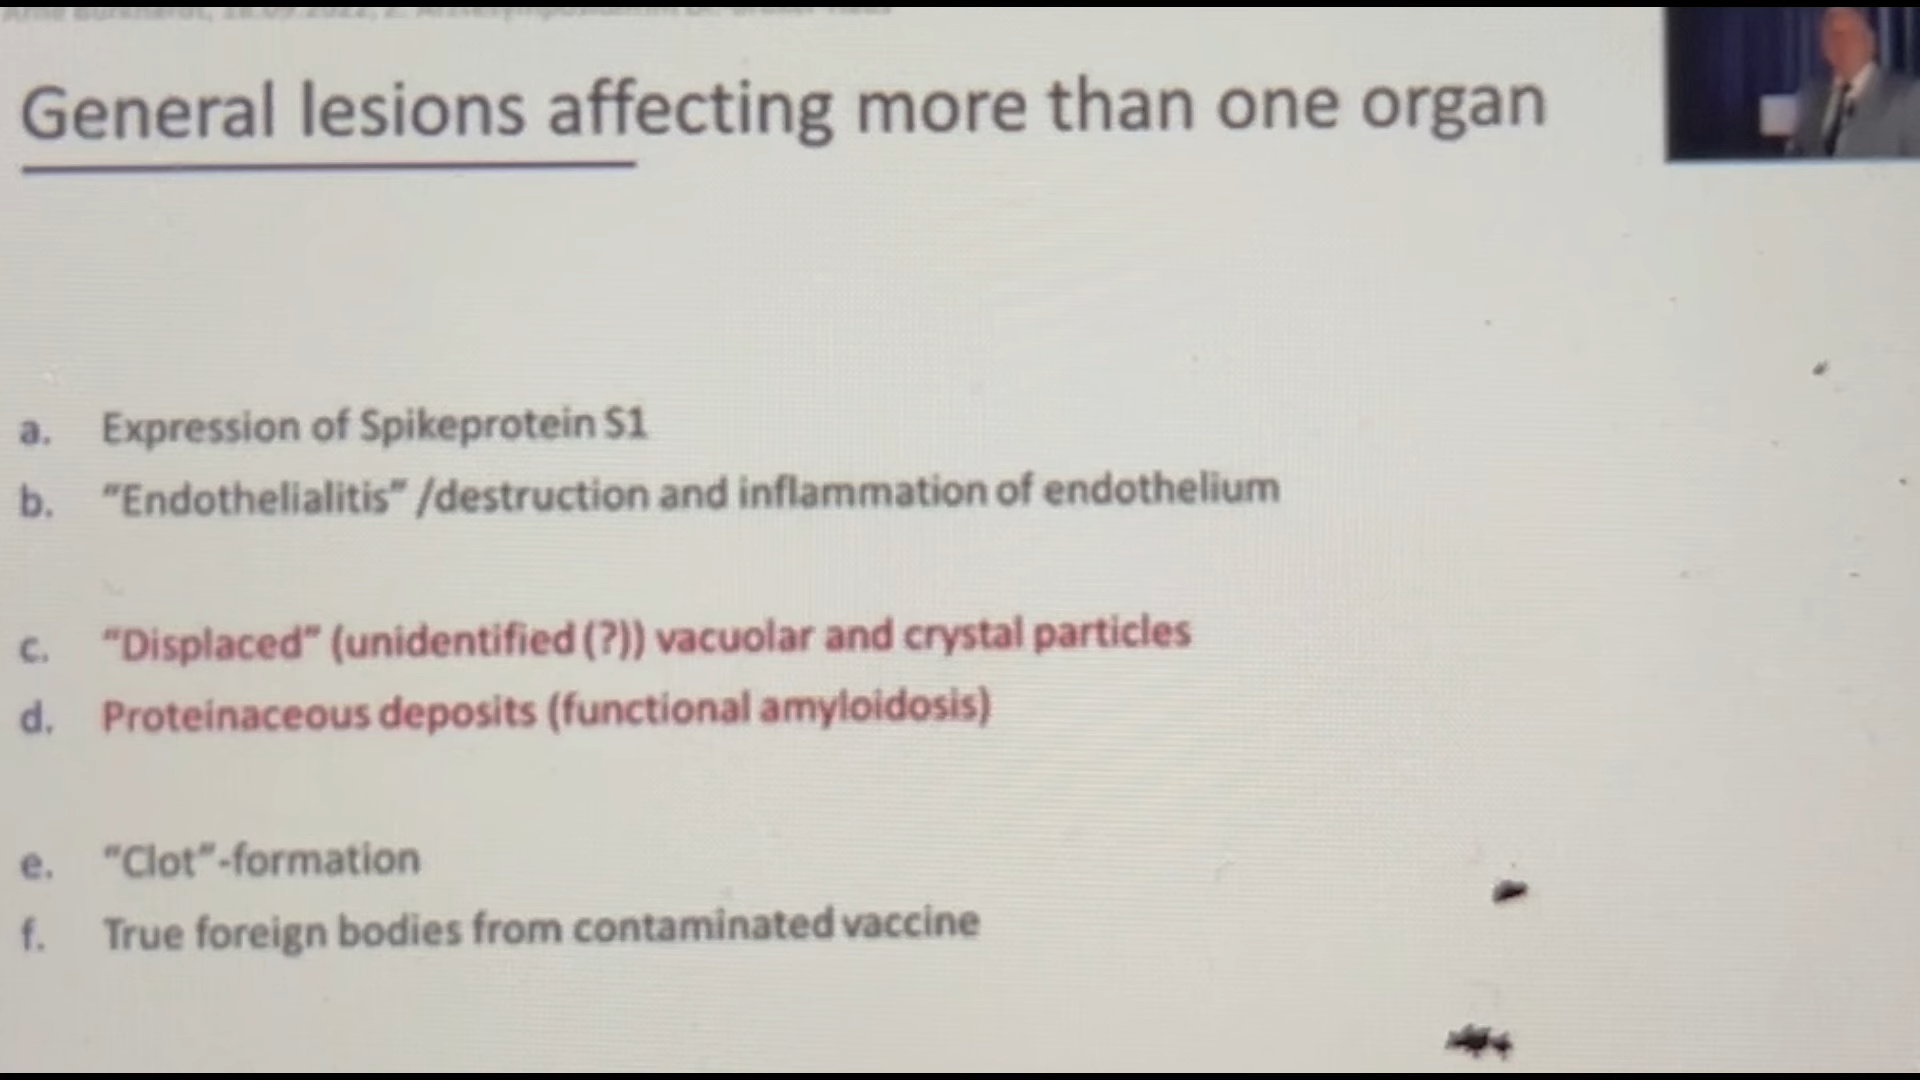 General lesions affecting more than one organ
a. Expression of Spikeprotein S1
b. "Endothelialitis" /destruction and inflammation of endothelium
c. "Displaced" (unidentified (?)) vacuolar and crystal particles
d. Proteinaceous deposits (functional amyloidosis)
e. "Clot"-formation
f. True foreign bodies from contaminated vaccine